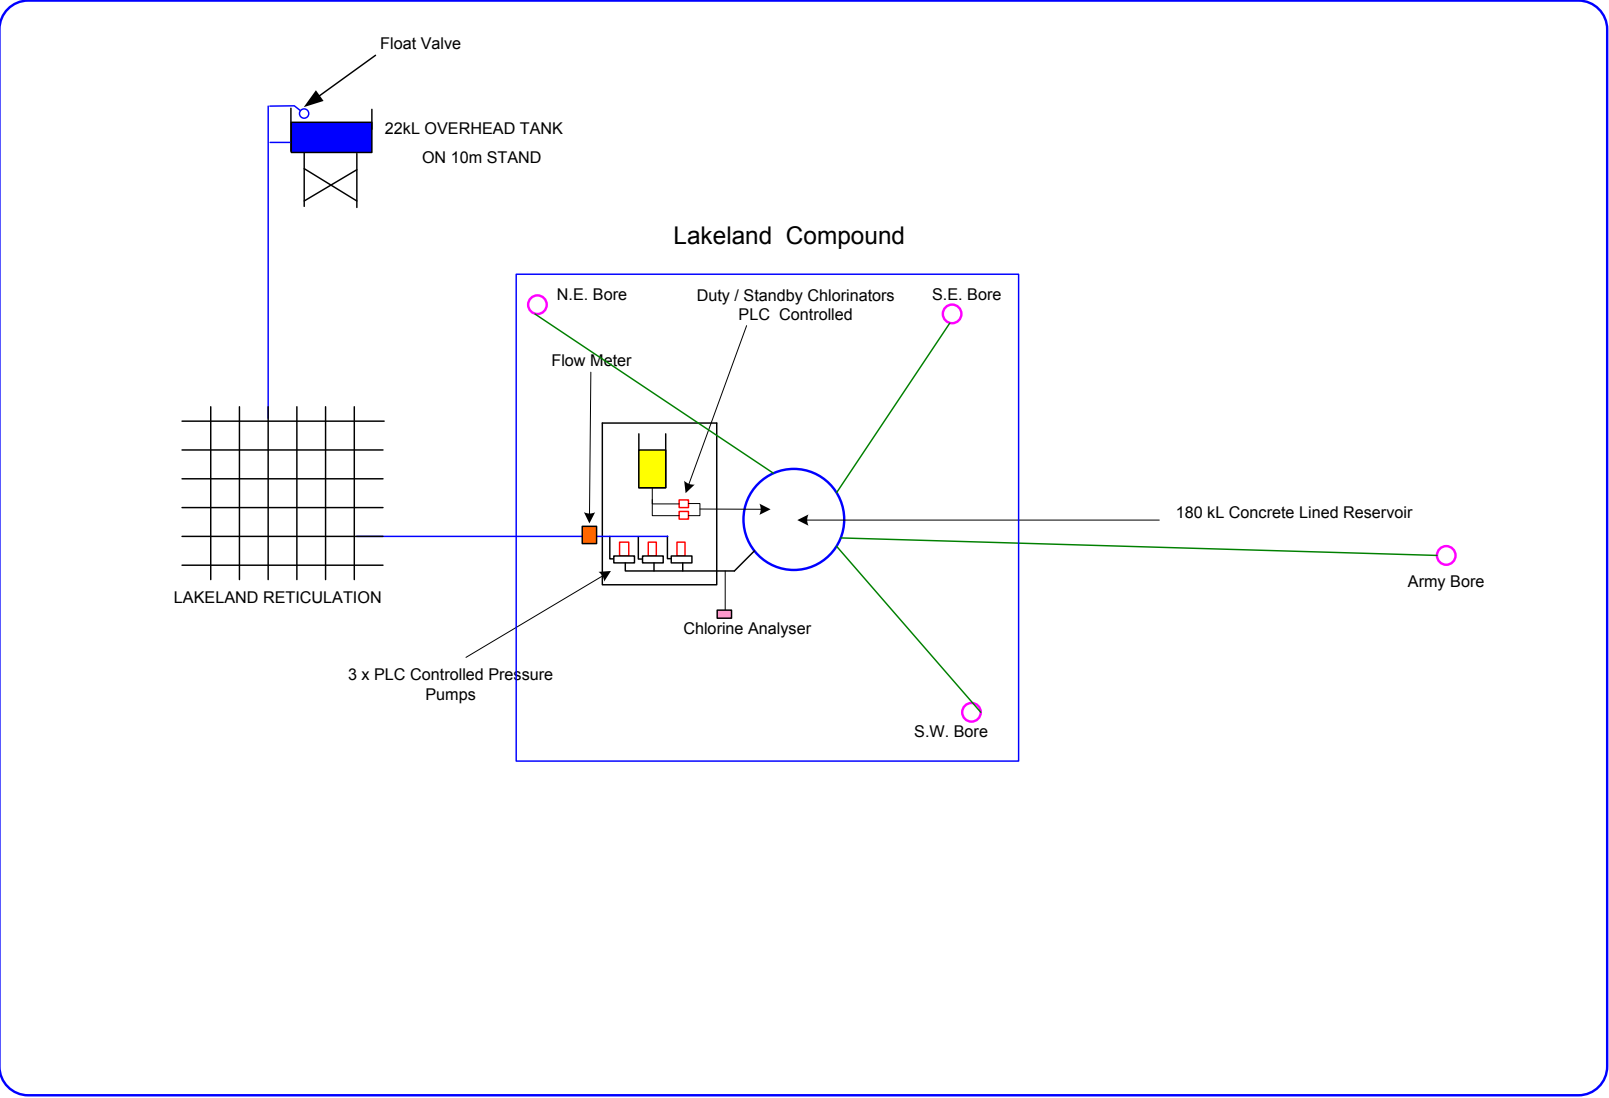 Float Valve
22kL OVERHEAD TANK
ON 10m STAND
Lakeland Compound
N.E. Bore
Duty / Standby Chlorinators
PLC Controlled
S.E. Bore
Flow Meter
180 kL Concrete Lined Reservoir
Army Bore
LAKELAND RETICULATION
Chlorine Analyser
3 x PLC Controlled Pressure
Pumps
S.W. Bore